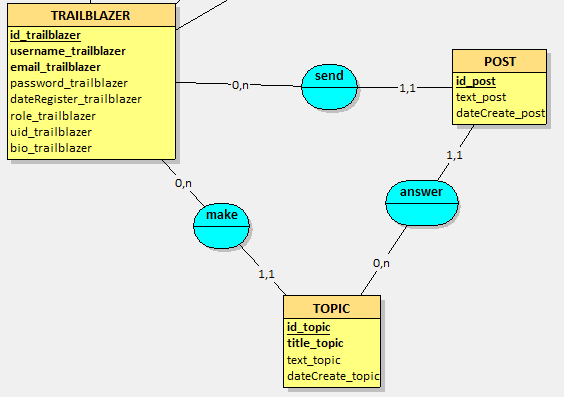 TRAILBLAZER
id_trailblazer
username_trailblazer
email_trailblazer
password_trailblazer
dateRegister_trailblazer
role_trailblazer
uid_trailblazer
bio_trailblazer
0,n
send
1,1
POST
id_post
text_post
dateCreate_post
1,1
answer
0,n
0,n
make
1,1
TOPIC
id_topic
title_topic
text_topic
dateCreate_topic